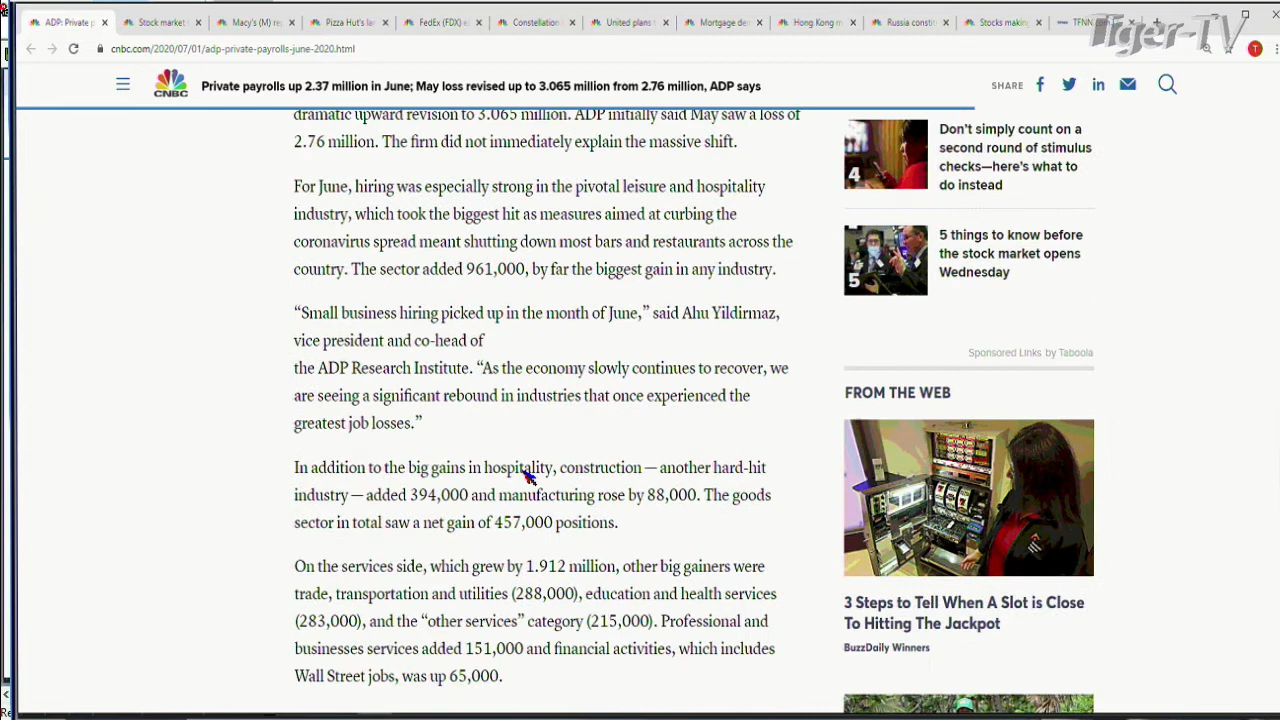 ADP: Private p
Stock market
Macy's (M) re
Pizza Hut's la
FedEx (FDX) e
Constellation
United plans t
Mortgage de
Hong Kong m
Russia constit
Stocks makin
TFNN
Tiger-TV
cnbc.com/2020/07/01/adp-private-payrolls-june-2020.html
T
CNBC
Private payrolls up 2.37 million in June; May loss revised up to 3.065 million from 2.76 million, ADP says
SHARE
dramatic upward revision to 3.065 million. ADP initially said May saw a loss of
2.76 million. The firm did not immediately explain the massive shift.
For June, hiring was especially strong in the pivotal leisure and hospitality
industry, which took the biggest hit as measures aimed at curbing the
coronavirus spread meant shutting down most bars and restaurants across the
country. The sector added 961,000, by far the biggest gain in any industry.
“Small business hiring picked up in the month of June,” said Ahu Yildirmaz,
vice president and co-head of
the ADP Research Institute. “As the economy slowly continues to recover, we
are seeing a significant rebound in industries that once experienced the
greatest job losses.”
In addition to the big gains in hospitality, construction — another hard-hit
industry — added 394,000 and manufacturing rose by 88,000. The goods
sector in total saw a net gain of 457,000 positions.
On the services side, which grew by 1.912 million, other big gainers were
trade, transportation and utilities (288,000), education and health services
(283,000), and the “other services” category (215,000). Professional and
businesses services added 151,000 and financial activities, which includes
Wall Street jobs, was up 65,000.
4
Don't simply count on a
second round of stimulus
checks—here's what to
do instead
5
5 things to know before
the stock market opens
Wednesday
Sponsored Links by Taboola
FROM THE WEB
3 Steps to Tell When A Slot is Close
To Hitting The Jackpot
BuzzDaily Winners